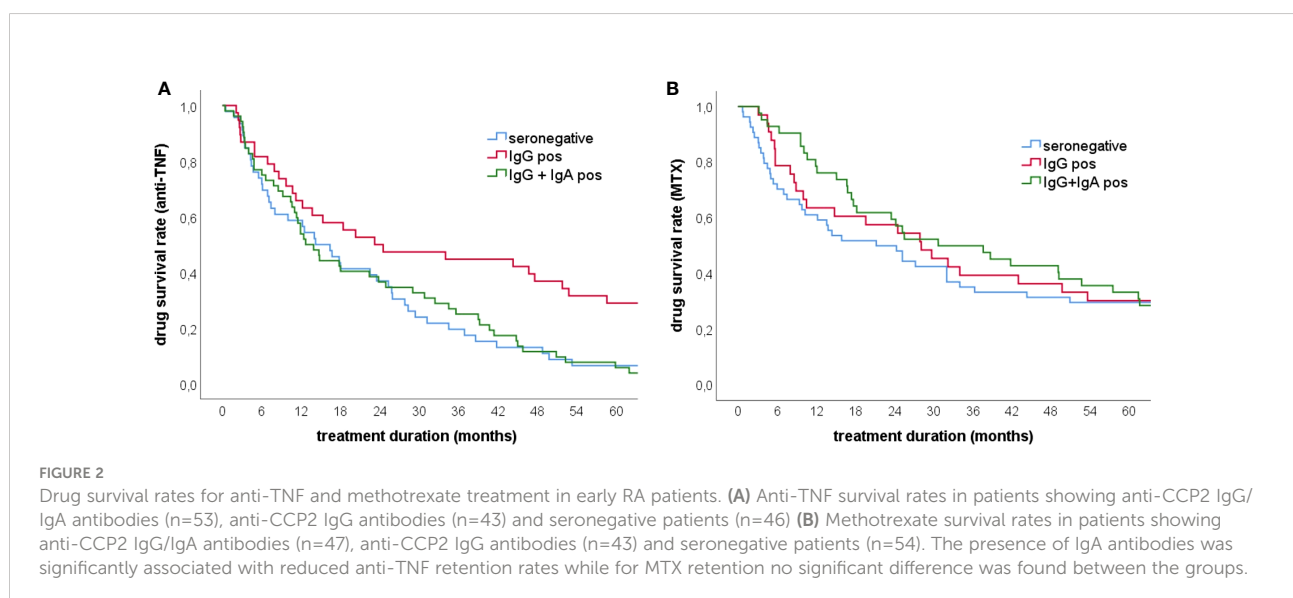 A
B
drug survival rate (anti-TNF)
1,0
0,8
0,6
0,4
0,2
0,0
seronegative
IgG pos
IgG + IgA pos
0 6 12 18 24 30 36 42 48 54 60
treatment duration (months)
drug survival rate (MTX)
1,0
0,8
0,6
0,4
0,2
0,0
seronegative
IgG pos
IgG+IgA pos
0 6 12 18 24 30 36 42 48 54 60
treatment duration (months)
FIGURE 2
Drug survival rates for anti-TNF and methotrexate treatment in early RA patients. (A) Anti-TNF survival rates in patients showing anti-CCP2 IgG/
IgA antibodies (n=53), anti-CCP2 IgG antibodies (n=43) and seronegative patients (n=46) (B) Methotrexate survival rates in patients showing
anti-CCP2 IgG/IgA antibodies (n=47), anti-CCP2 IgG antibodies (n=43) and seronegative patients (n=54). The presence of IgA antibodies was
significantly associated with reduced anti-TNF retention rates while for MTX retention no significant difference was found between the groups.